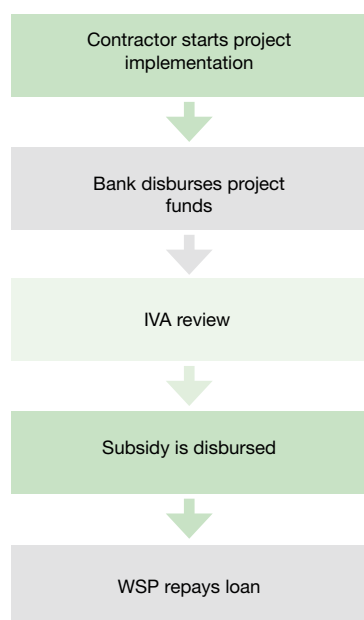 Contractor starts project
implementation
Bank disburses project
funds
IVA review
Subsidy is disbursed
WSP repays loan